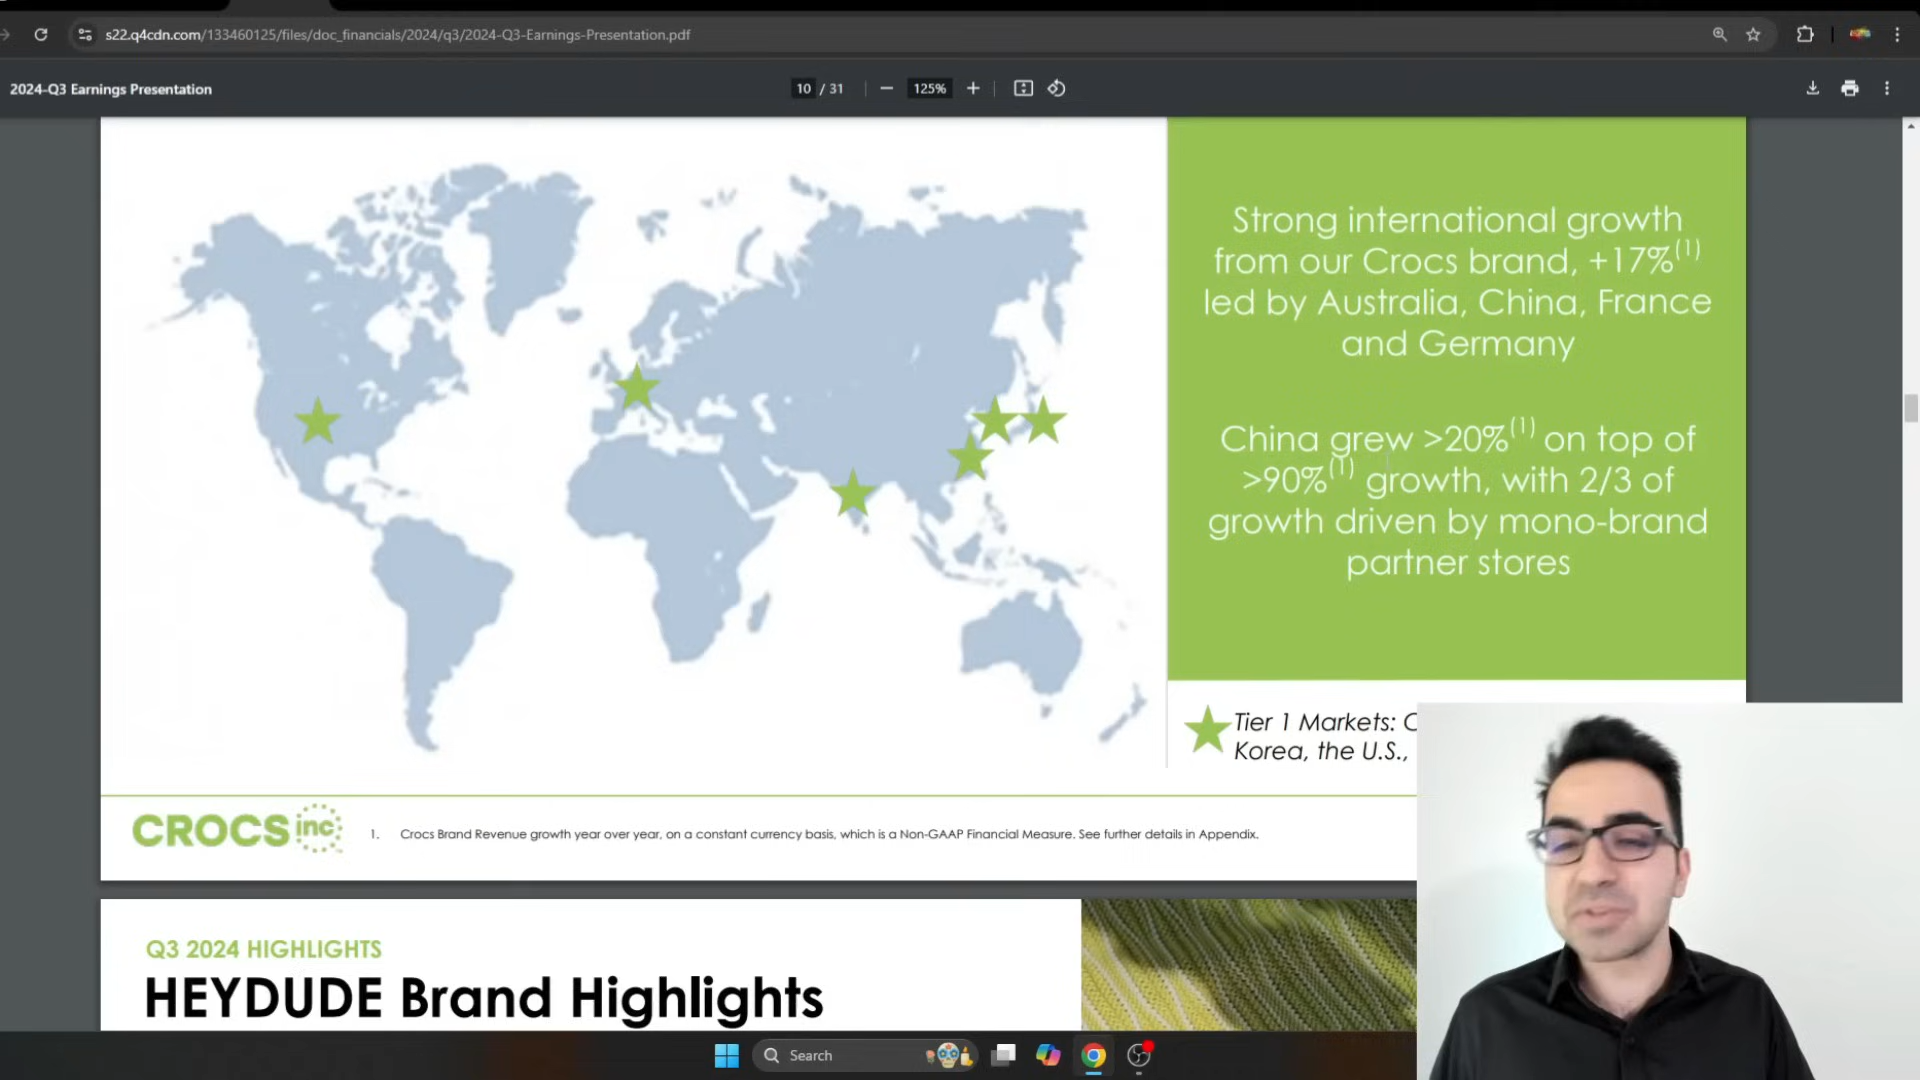 s22.q4cdn.com/133460125/files/doc_financials/2024/q3/2024-Q3-Earnings-Presentation.pdf
2024-Q3 Earnings Presentation
10 / 31
125%
Strong international growth
from our Crocs brand, +17%(1)
led by Australia, China, France
and Germany
China grew >20%(1) on top of
>90%(1) growth, with 2/3 of
growth driven by mono-brand
partner stores
Tier 1 Markets:
Korea, the U.S.,
CROCS inc.
1. Crocs Brand Revenue growth year over year, on a constant currency basis, which is a Non-GAAP Financial Measure. See further details in Appendix.
Q3 2024 HIGHLIGHTS
HEYDUDE Brand Highlights
Search